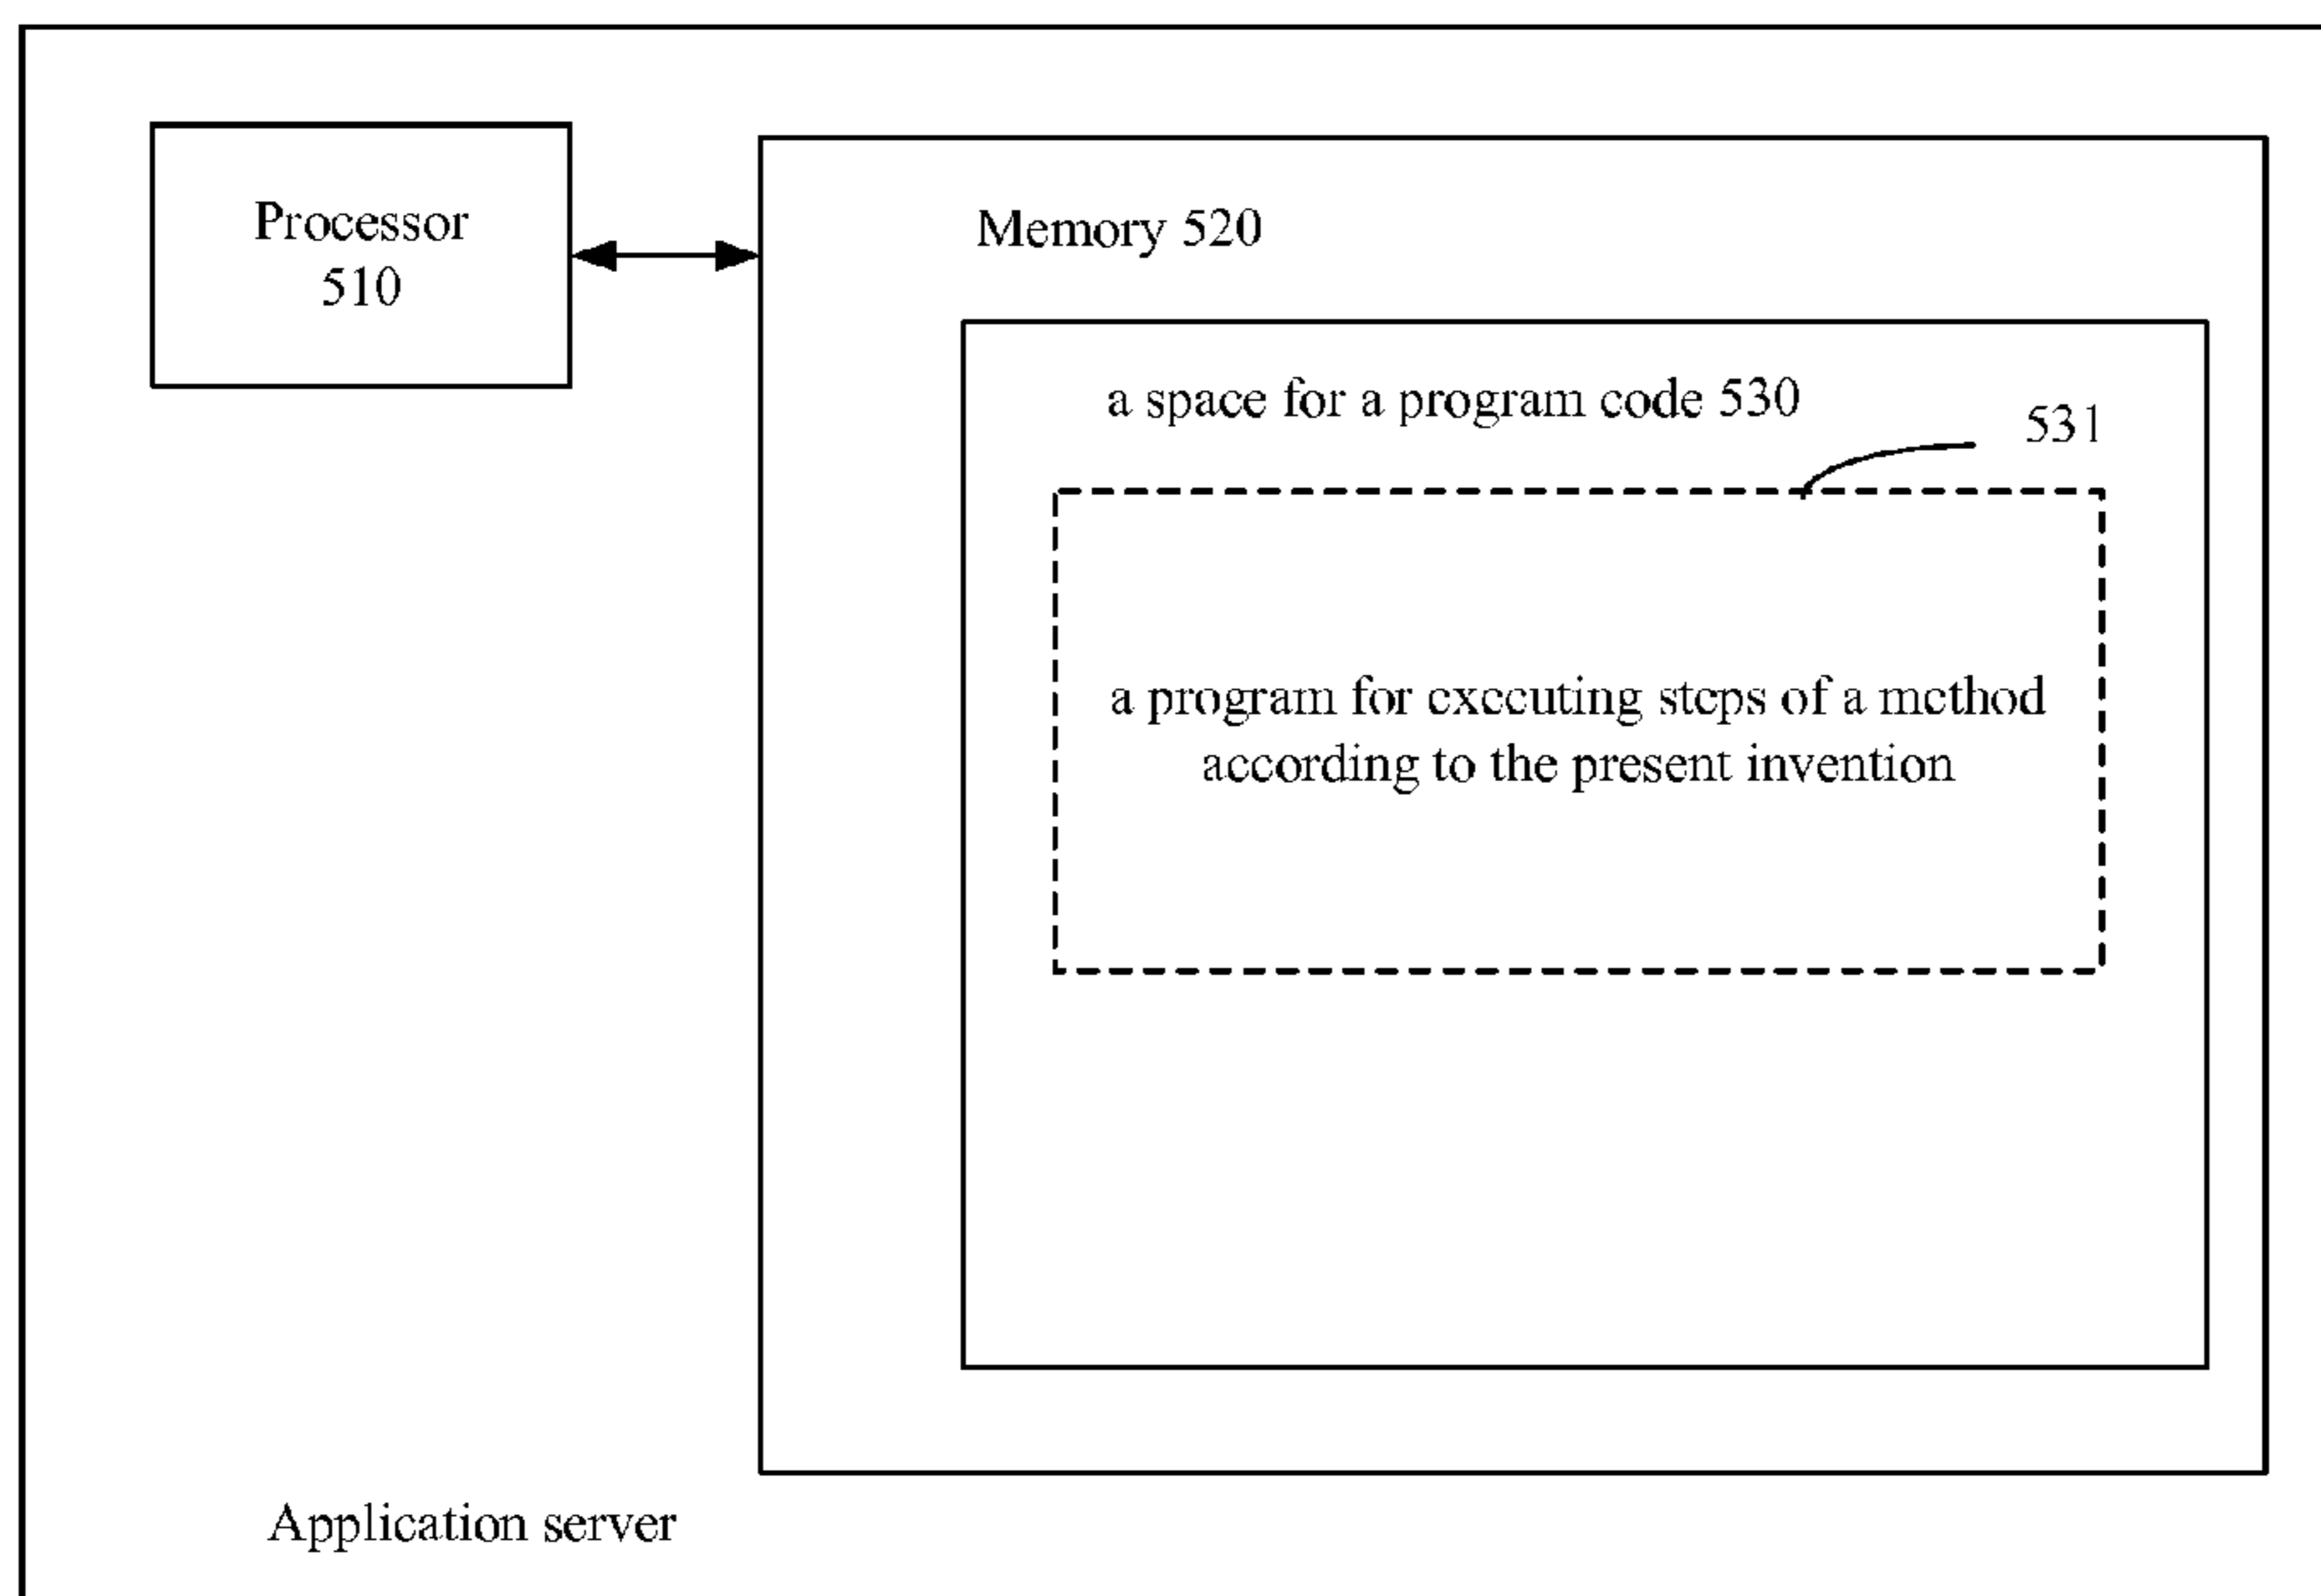 Processor
510
Memory 520
a space for a program code 530
531
a program for executing steps of a method
according to the present invention
Application server